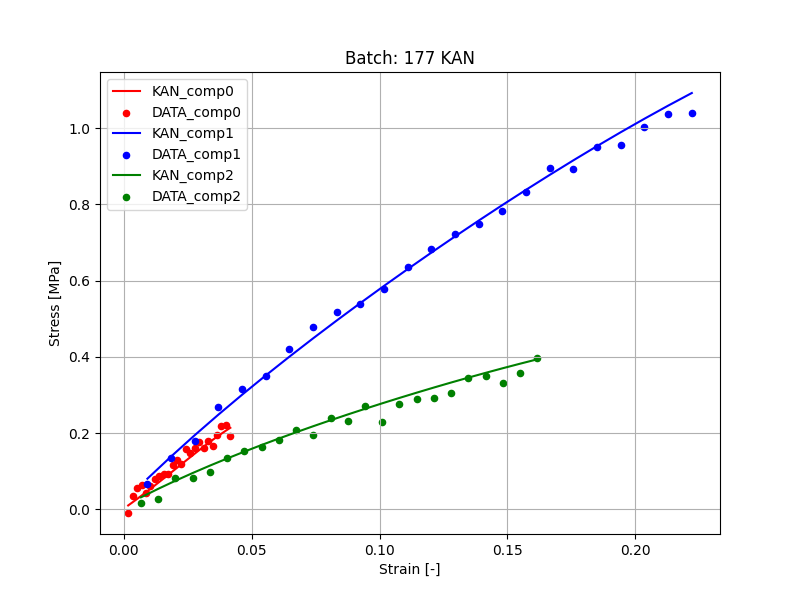 Batch: 177 KAN
KAN_comp0
DATA_comp0
KAN_comp1
DATA_comp1
KAN_comp2
DATA_comp2
1.0
0.8
0.6
0.4
0.2
0.0
Stress [MPa]
0.00 0.05 0.10 0.15 0.20
Strain [-]